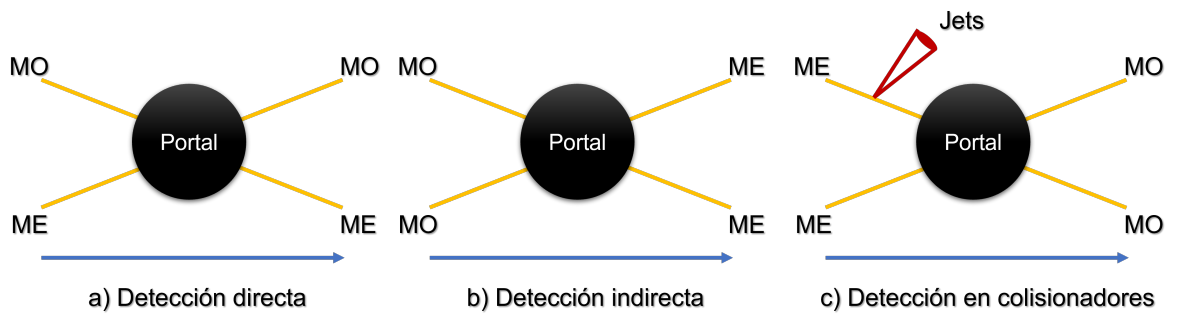 Jets
MO MO MO ME ME MO
Portal Portal Portal
ME ME MO ME ME MO
a) Detección directa b) Detección indirecta c) Detección en colisionadores